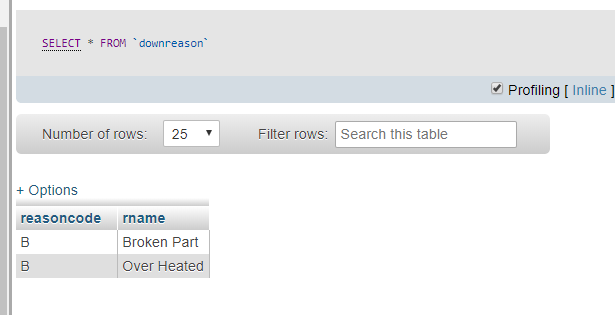 SELECT * FROM `downreason`
Profiling [ Inline ]
Number of rows: 25 Filter rows: Search this table
+ Options
reasoncode rname
B Broken Part
B Over Heated